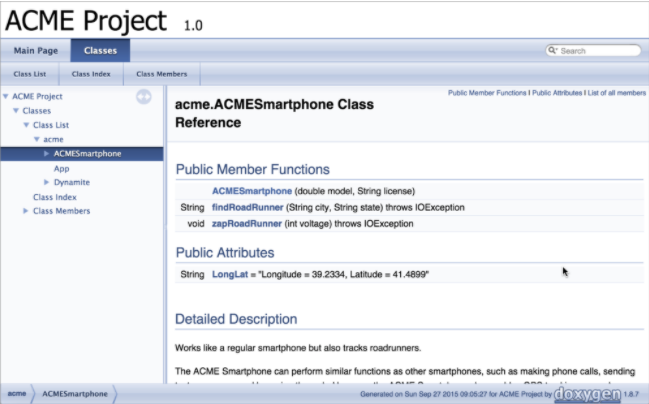 ACME Project 1.0
Main Page Classes Search
Class List Class Index Class Members
ACME Project
Classes
Class List
acme
ACMESmartphone
App
Dynamite
Class Index
Class Members
Public Member Functions | Public Attributes | List of all members
acme.ACMESmartphone Class
Reference
Public Member Functions
ACMESmartphone (double model, String license)
String findRoadRunner (String city, String state) throws IOException
void zapRoadRunner (int voltage) throws IOException
Public Attributes
String LongLat = "Longitude = 39.2334, Latitude = 41.4899"
Detailed Description
Works like a regular smartphone but also tracks roadrunners.
The ACME Smartphone can perform similar functions as other smartphones, such as making phone calls, sending
acme ACMESmartphone Generated on Sun Sep 27 2015 09:05:27 for ACME Project by doxygen 1.8.7